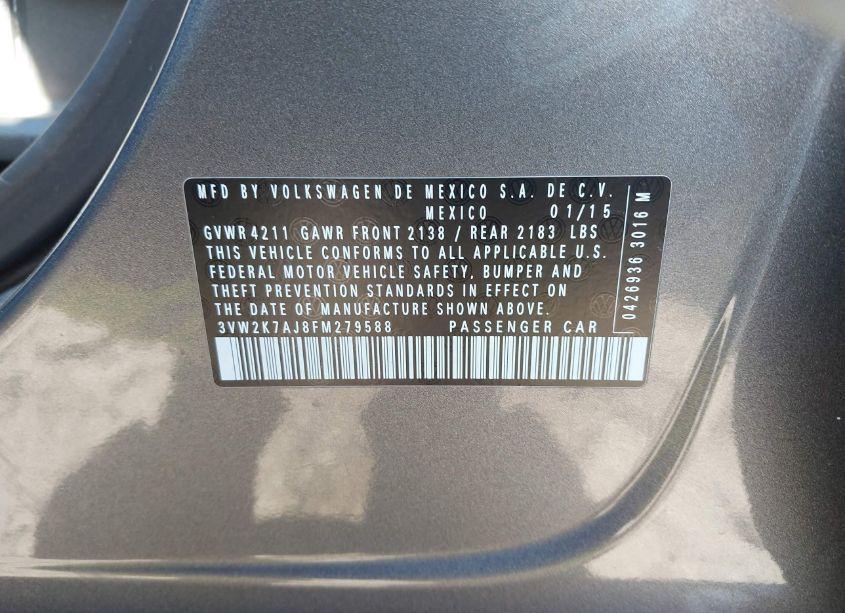 MFD BY VOLKSWAGEN DE MEXICO S.A. DE C.V.
MEXICO 01/15
GVWR 4211 GAWR FRONT 2138 / REAR 2183 LBS
THIS VEHICLE CONFORMS TO ALL APPLICABLE U.S.
FEDERAL MOTOR VEHICLE SAFETY, BUMPER AND
THEFT PREVENTION STANDARDS IN EFFECT ON
THE DATE OF MANUFACTURE SHOWN ABOVE.
3VW2K7AJ8FM279588 PASSENGER CAR
0426936 3016 M